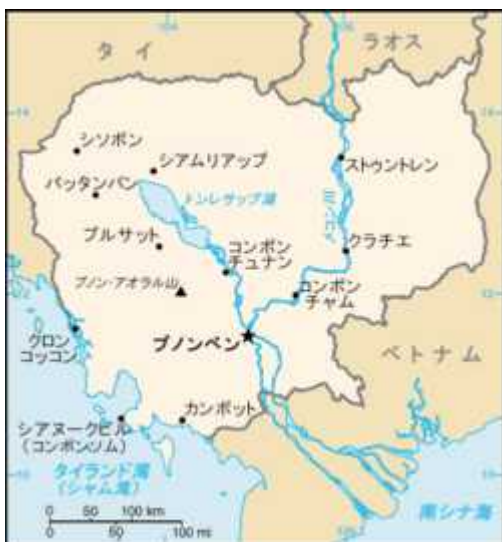 104
106
タイ
ラオス
14
14
シソポン
シアムリアップ
ストゥントレン
バッタンバン
トンレサップ湖
メコン川
プルサット
コンポン
チュナン
クラチエ
プノン・アオラル山
コンポン
チャム
12
プノンペン
クロン
コッコン
ベトナム
シアヌークビル
(コンポンソム)
カンポット
タイランド湾
(シャム湾)
10
南シナ海
0 50 100 km
0 50 100 mi